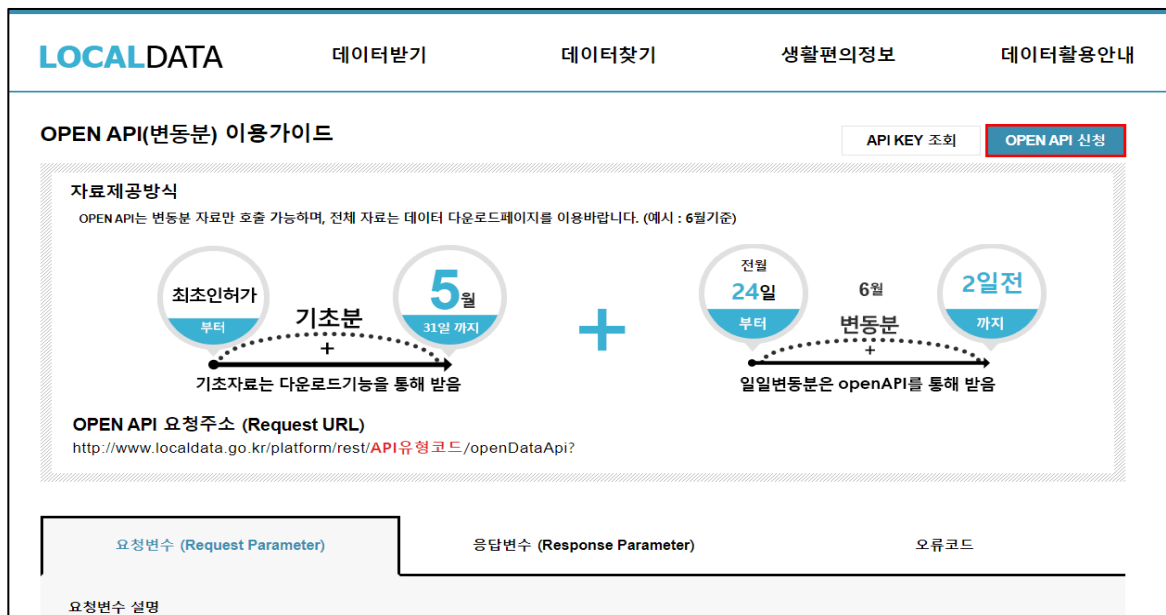 LOCALDATA 데이터받기 데이터찾기 생활편의정보 데이터활용안내
OPEN API(변동분) 이용가이드
API KEY 조회 OPEN API 신청
자료제공방식
OPEN API는 변동분 자료만 호출 가능하며, 전체 자료는 데이터 다운로드페이지를 이용바랍니다. (예시 : 6월기준)
최초인허가
부터
기초분
+
5월
31일 까지
기초자료는 다운로드기능을 통해 받음
+
전월
24일
부터
6월
변동분
+
2일전
까지
일일변동분은 openAPI를 통해 받음
OPEN API 요청주소 (Request URL)
http://www.localdata.go.kr/platform/rest/API유형코드/openDataApi?
요청변수 (Request Parameter) 응답변수 (Response Parameter) 오류코드
요청변수 설명